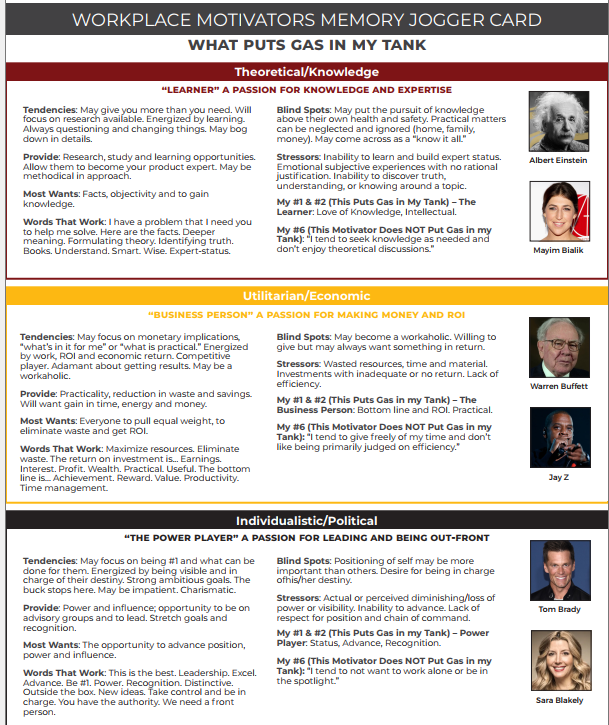 WORKPLACE MOTIVATORS MEMORY JOGGER CARD
WHAT PUTS GAS IN MY TANK
Theoretical/Knowledge
“LEARNER” A PASSION FOR KNOWLEDGE AND EXPERTISE
Tendencies: May give you more than you need. Will
focus on research available. Energized by learning.
Always questioning and changing things. May bog
down in details.
Provide: Research, study and learning opportunities.
Allow them to become your product expert. May be
methodical in approach.
Most Wants: Facts, objectivity and to gain
knowledge.
Words That Work: I have a problem that I need you
to help me solve. Here are the facts. Deeper
meaning. Formulating theory. Identifying truth.
Books. Understand. Smart. Wise. Expert-status.
Blind Spots: May put the pursuit of knowledge
above their own health and safety. Practical matters
can be neglected and ignored (home, family,
money). May come across as a “know it all.”
Stressors: Inability to learn and build expert status.
Emotional subjective experiences with no rational
justification. Inability to discover truth,
understanding, or knowing around a topic.
My #1 & #2 (This Puts Gas in My Tank) – The
Learner: Love of Knowledge, Intellectual.
My #6 (This Motivator Does NOT Put Gas in my
Tank): “I tend to seek knowledge as needed and
don’t enjoy theoretical discussions.”
Albert Einstein
Mayim Bialik
Utilitarian/Economic
“BUSINESS PERSON” A PASSION FOR MAKING MONEY AND ROI
Tendencies: May focus on monetary implications,
“what’s in it for me” or “what is practical.” Energized
by work, ROI and economic return. Competitive
player. Adamant about getting results. May be a
workaholic.
Provide: Practicality, reduction in waste and savings.
Will want gain in time, energy and money.
Most Wants: Everyone to pull equal weight, to
eliminate waste and get ROI.
Words That Work: Maximize resources. Eliminate
waste. The return on investment is... Earnings.
Interest. Profit. Wealth. Practical. Useful. The bottom
line is... Achievement. Reward. Value. Productivity.
Time management.
Blind Spots: May become a workaholic. Willing to
give but may always want something in return.
Stressors: Wasted resources, time and material.
Investments with inadequate or no return. Lack of
efficiency.
My #1 & #2 (This Puts Gas in my Tank) – The
Business Person: Bottom line and ROI. Practical.
My #6 (This Motivator Does NOT Put Gas in my
Tank): “I tend to give freely of my time and don’t
like being primarily judged on efficiency.”
Warren Buffett
Jay Z
Individualistic/Political
“THE POWER PLAYER” A PASSION FOR LEADING AND BEING OUT-FRONT
Tendencies: May focus on being #1 and what can be
done for them. Energized by being visible and in
charge of their destiny. Strong ambitious goals. The
buck stops here. May be impatient. Charismatic.
Provide: Power and influence; opportunity to be on
advisory groups and to lead. Stretch goals and
recognition.
Most Wants: The opportunity to advance position,
power and influence.
Words That Work: This is the best. Leadership. Excel.
Advance. Be #1. Power. Recognition. Distinctive.
Outside the box. New ideas. Take control and be in
charge. You have the authority. We need a front
person.
Blind Spots: Positioning of self may be more
important than others. Desire for being in charge
ofhis/her destiny.
Stressors: Actual or perceived diminishing/loss of
power or visibility. Inability to advance. Lack of
respect for position and chain of command.
My #1 & #2 (This Puts Gas in my Tank) – Power
Player: Status, Advance, Recognition.
My #6 (This Motivator Does NOT Put Gas in my
Tank): “I tend to not want to work alone or be in
the spotlight.”
Tom Brady
Sara Blakely